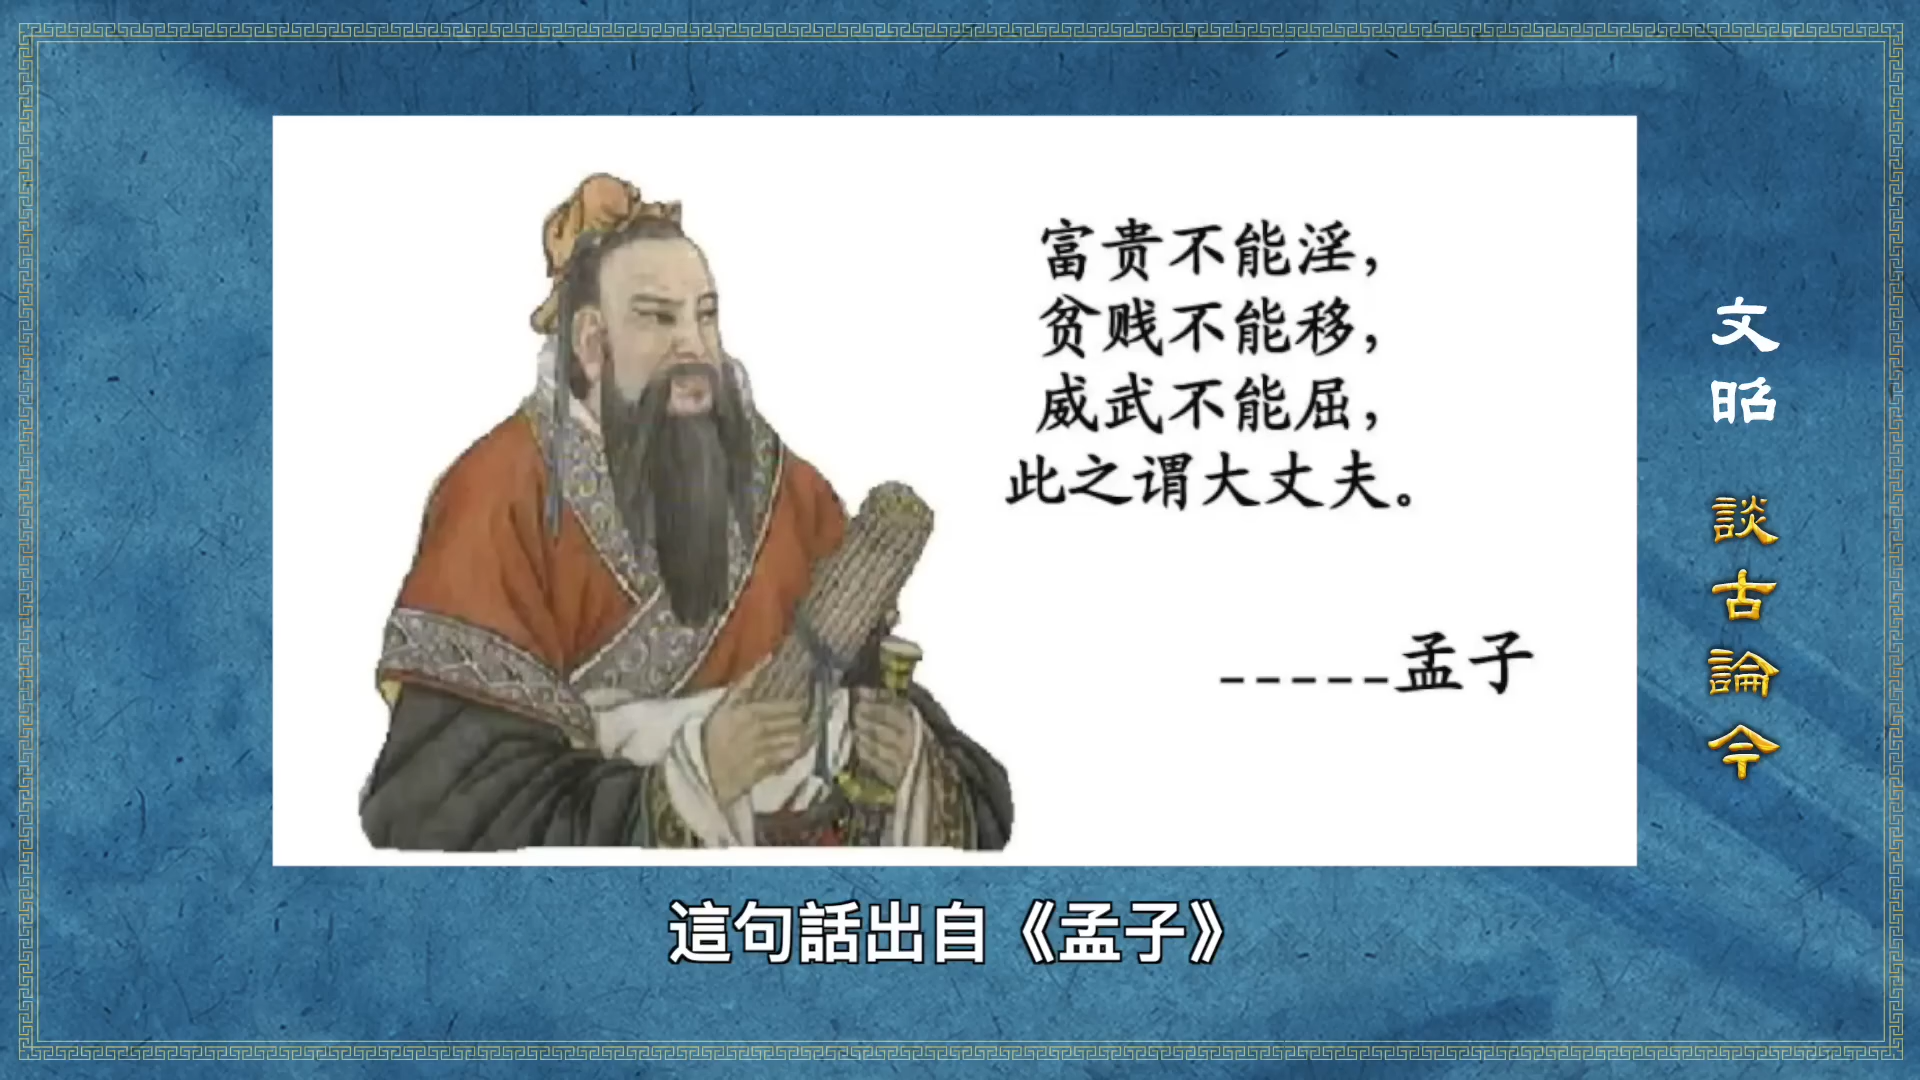 富贵不能淫，
贫贱不能移，
威武不能屈，
此之谓大丈夫。
-----孟子
這句話出自《孟子》
文昭
談古論今